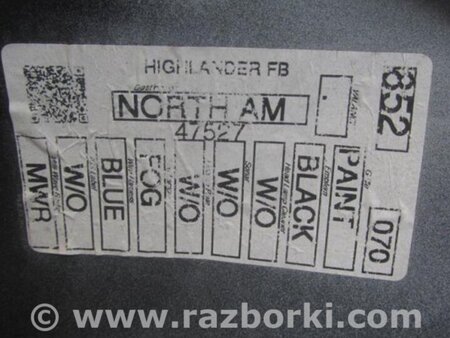 HIGHLANDER FB
NORTH AM
47527
852
MWR
W/O
BLUE
FOG
W/O
W/O
W/O
BLACK
PAINT
070
© www.razborki.com